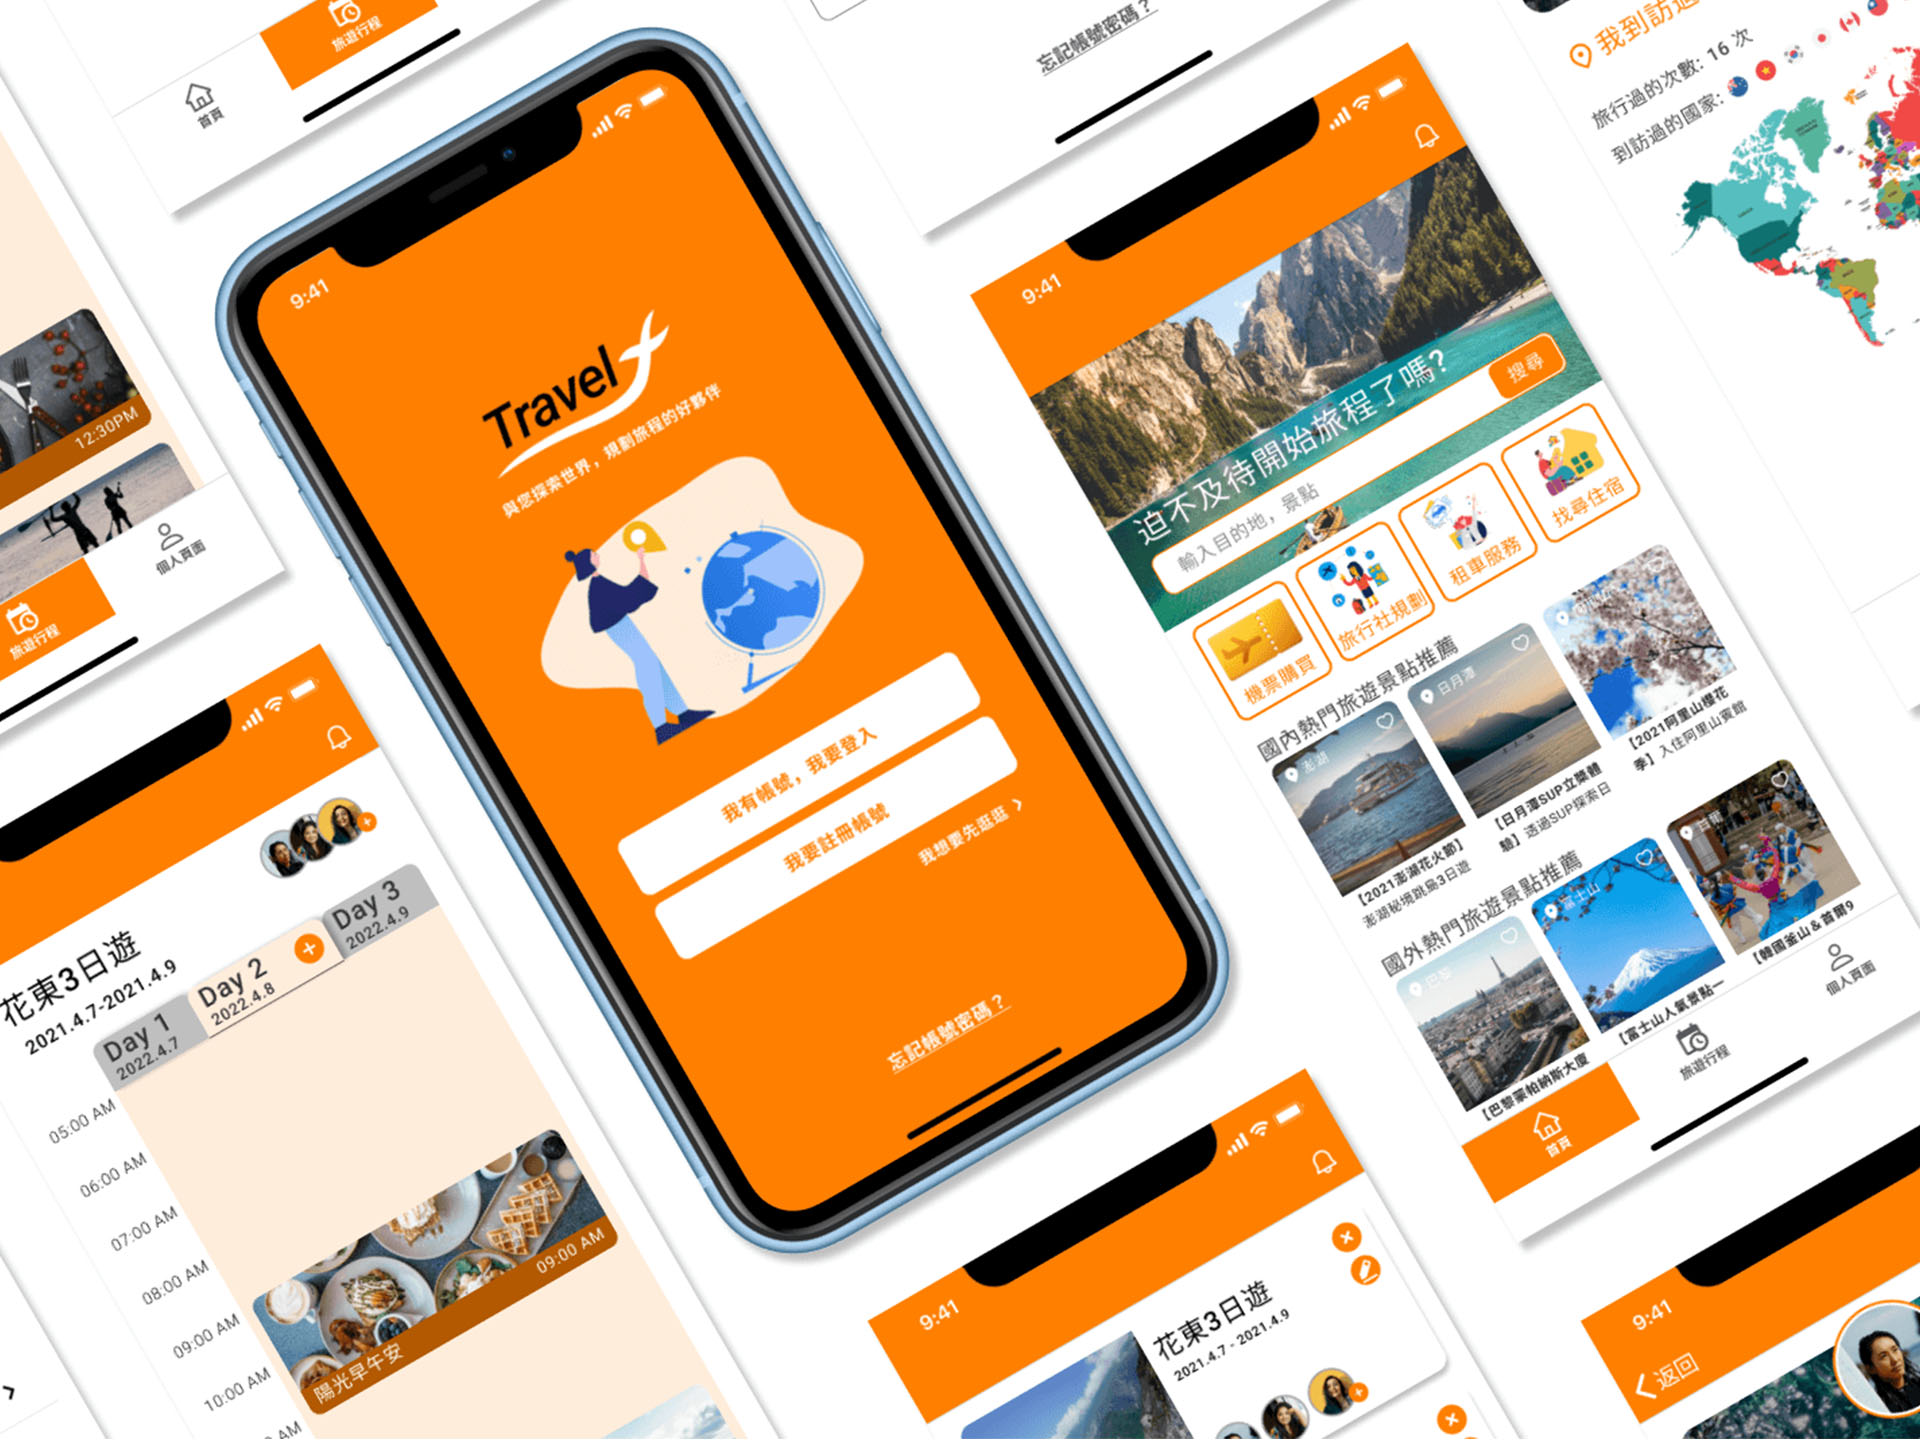 旅遊行程
首頁
忘記帳號密碼？
我到訪過
旅行過的次數: 16 次
到訪過的國家:
12:30PM
個人頁面
旅遊行程
9:41
Travel
與您探索世界，規劃旅程的好夥伴
我有帳號，我要登入
我要註冊帳號
我想要先逛逛
忘記帳號密碼？
9:41
迫不及待開始旅程了嗎?
輸入目的地，景點
搜尋
機票購買
旅行社規劃
租車服務
找尋住宿
國內熱門旅遊景點推薦
澎湖
日月潭
【2021澎湖花火節】
澎湖秘境跳島3日遊
【日月潭SUP立槳體
驗】透過SUP探索日
【2021阿里山櫻花
季】入住阿里山賓館
國外熱門旅遊景點推薦
巴黎
富士山
首爾
【巴黎蒙帕納斯大廈
【富士山人氣景點一
【韓國釜山＆首爾9
首頁
旅遊行程
個人頁面
花東3日遊
2021.4.7-2021.4.9
Day 1
2022.4.7
Day 2
2022.4.8
Day 3
2022.4.9
05:00 AM
06:00 AM
07:00 AM
08:00 AM
09:00 AM
10:00 AM
AM
陽光早午安
09:00 AM
9:41
花東3日遊
2021.4.7 - 2021.4.9
9:41
返回